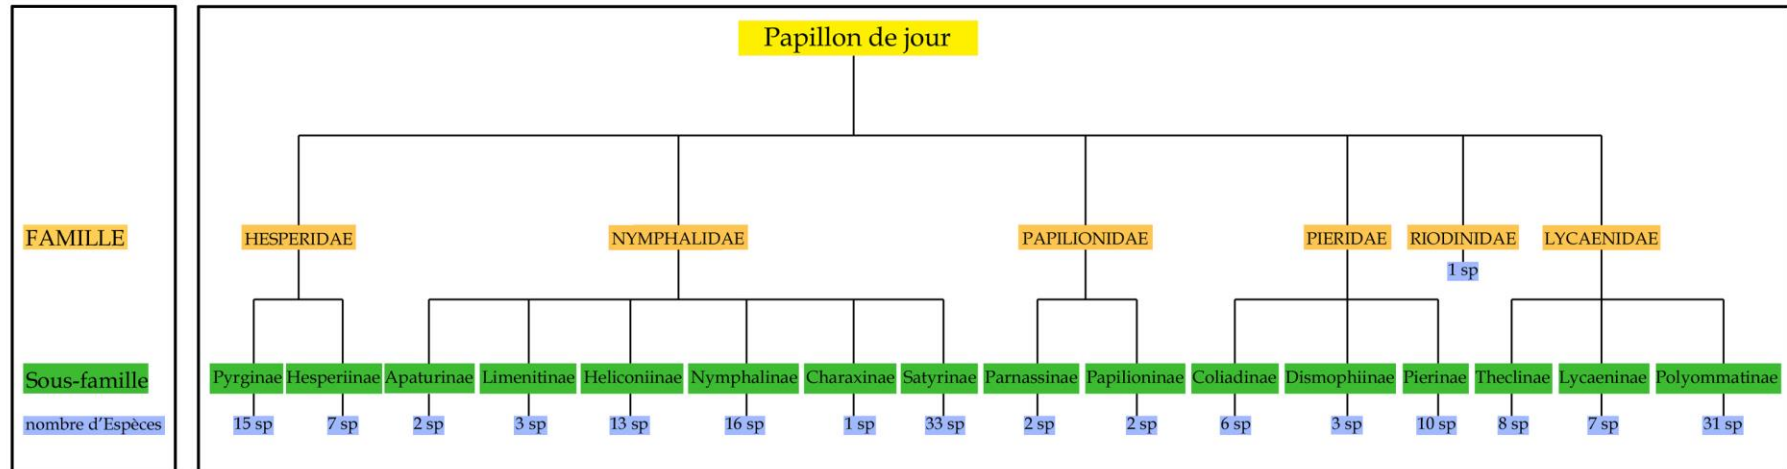 Papillon de jour
FAMILLE HESPERIDAE NYMPHALIDAE PAPILIONIDAE PIERIDAE RIODINIDAE LYCAENIDAE
1 sp
Sous-famille Pyrginae Hesperiinae Apaturinae Limenitinae Heliconiinae Nymphalinae Charaxinae Satyrinae Parnassinae Papilioninae Coliadinae Dismophiinae Pierinae Theclinae Lycaeninae Polyommatinae
nombre d'Espèces 15 sp 7 sp 2 sp 3 sp 13 sp 16 sp 1 sp 33 sp 2 sp 2 sp 6 sp 3 sp 10 sp 8 sp 7 sp 31 sp